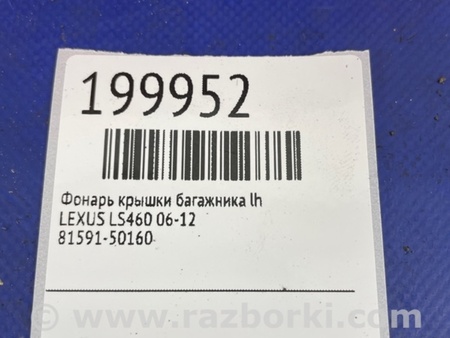 199952
Фонарь крышки багажника lh
LEXUS LS460 06-12
81591-50160
© www.razborki.com